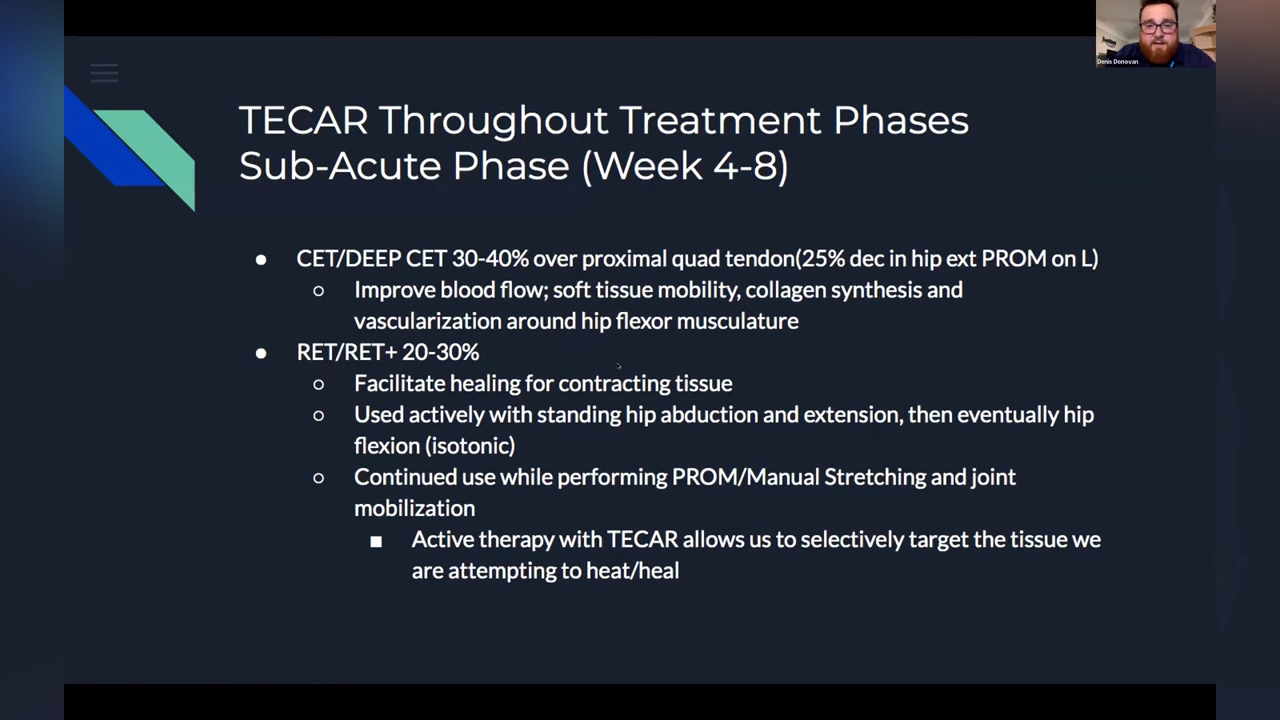 Denis Donovan
TECAR Throughout Treatment Phases
Sub-Acute Phase (Week 4-8)
● CET/DEEP CET 30-40% over proximal quad tendon(25% dec in hip ext PROM on L)
○ Improve blood flow; soft tissue mobility, collagen synthesis and
vascularization around hip flexor musculature
● RET/RET+ 20-30%
○ Facilitate healing for contracting tissue
○ Used actively with standing hip abduction and extension, then eventually hip
flexion (isotonic)
○ Continued use while performing PROM/Manual Stretching and joint
mobilization
■ Active therapy with TECAR allows us to selectively target the tissue we
are attempting to heat/heal